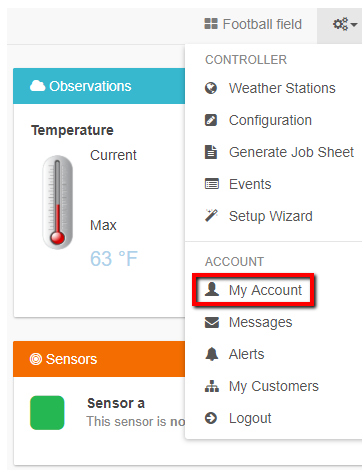 Football field
Observations
Temperature
Current
Max
63 °F
Sensors
Sensor a
This sensor is no
CONTROLLER
Weather Stations
Configuration
Generate Job Sheet
Events
Setup Wizard
ACCOUNT
My Account
Messages
Alerts
My Customers
Logout